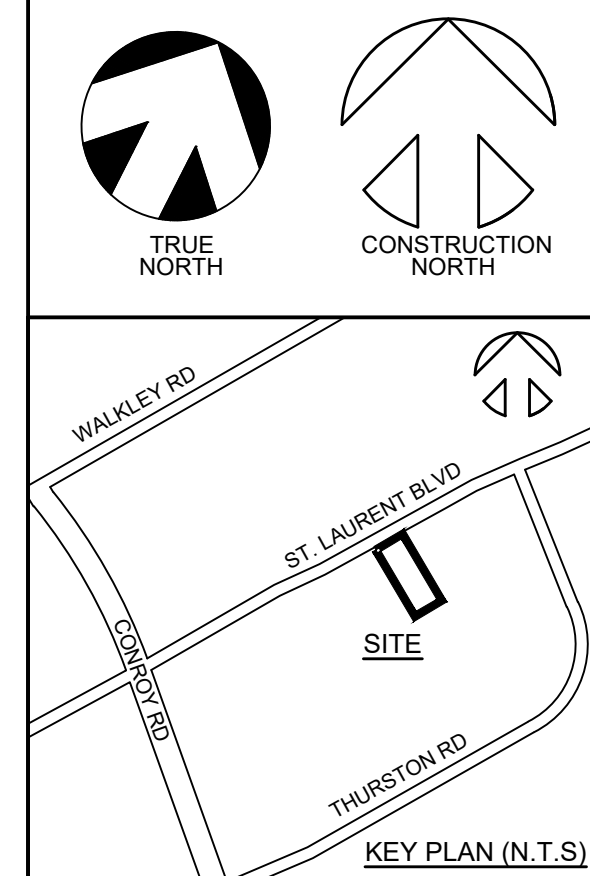 TRUE
NORTH
CONSTRUCTION
NORTH
WALKLEY RD
ST. LAURENT BLVD
SITE
CONROY RD
THURSTON RD
KEY PLAN (N.T.S)